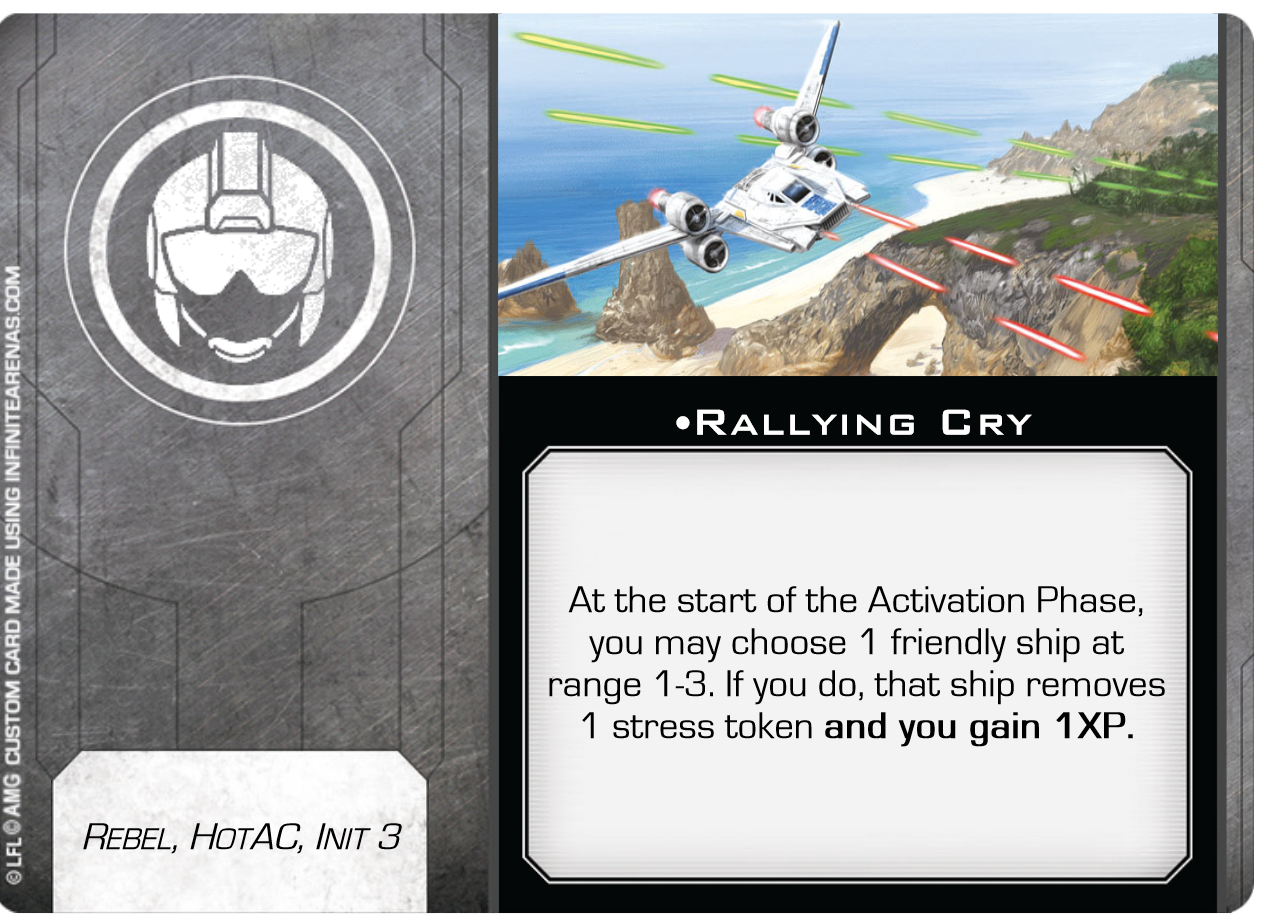 •Rallying Cry
At the start of the Activation Phase,
you may choose 1 friendly ship at
range 1-3. If you do, that ship removes
1 stress token and you gain 1XP.
Rebel, HotAC, Init 3
©LFL ©AMG CUSTOM CARD MADE USING INFINITEARENAS.COM